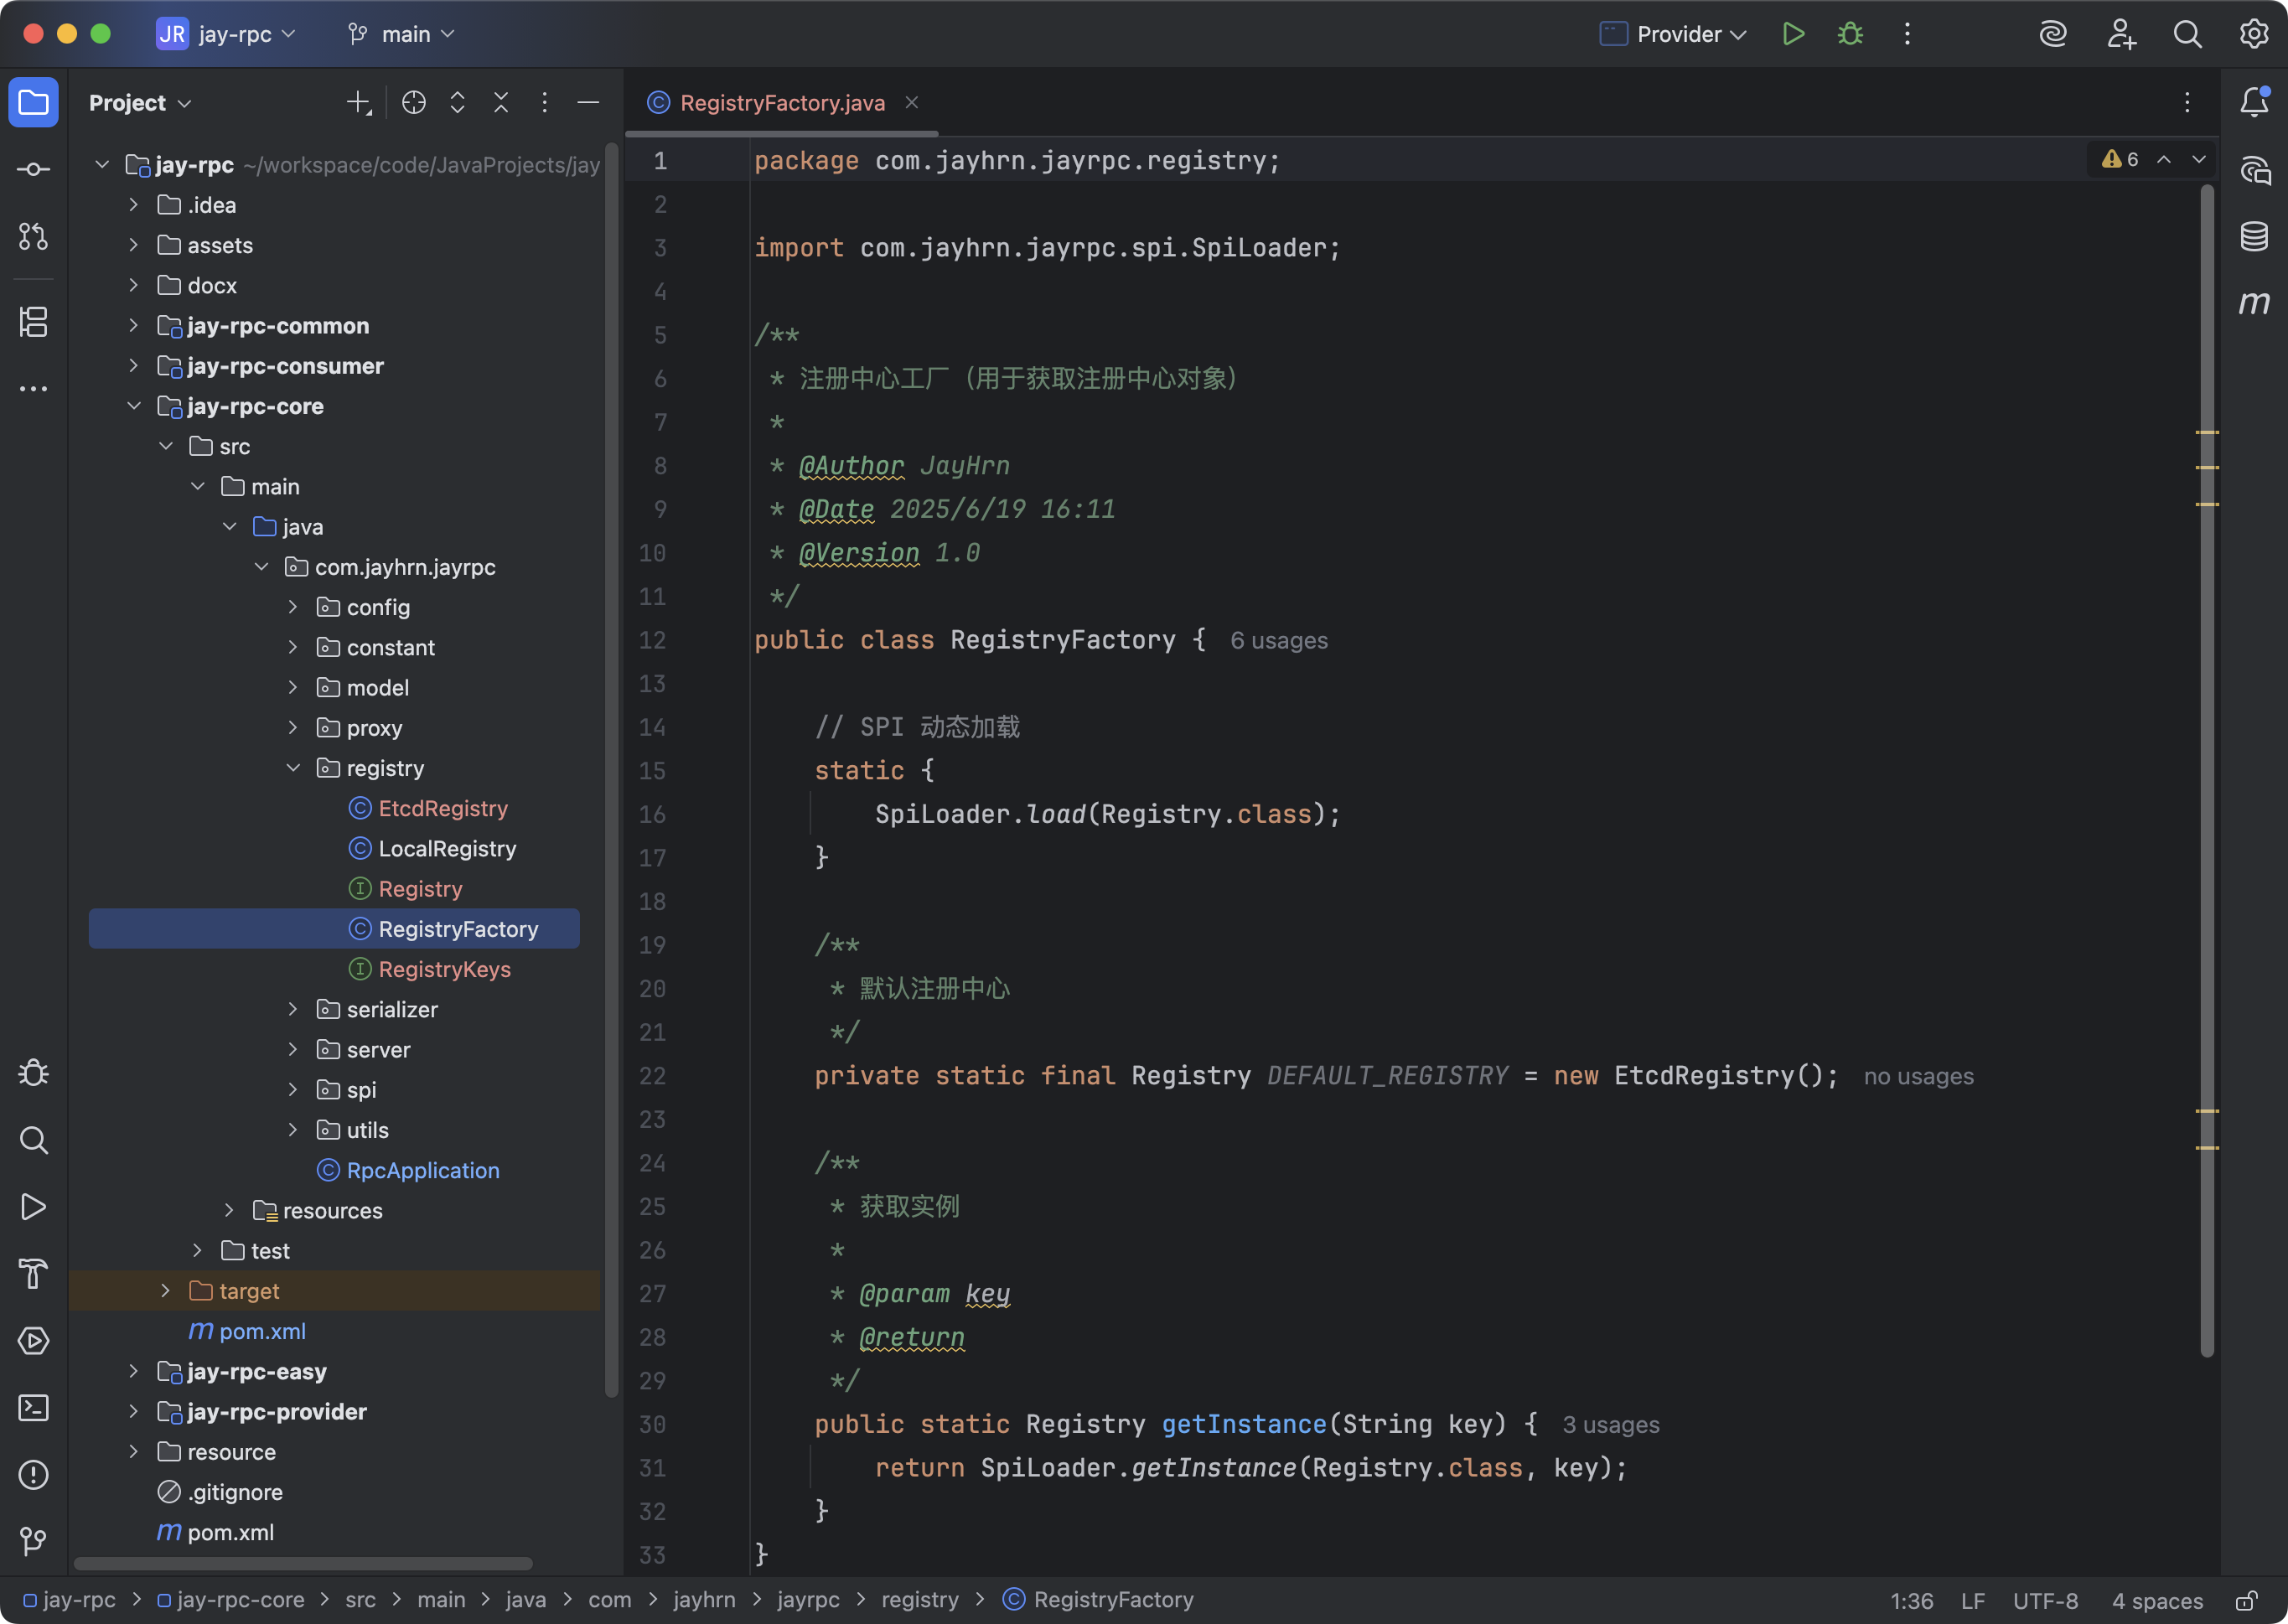 JR jay-rpc main Provider
Project
jay-rpc ~/workspace/code/JavaProjects/jay
.idea
assets
docx
jay-rpc-common
jay-rpc-consumer
jay-rpc-core
src
main
java
com.jayhrn.jayrpc
config
constant
model
proxy
registry
EtcdRegistry
LocalRegistry
Registry
RegistryFactory
RegistryKeys
serializer
server
spi
utils
RpcApplication
resources
test
target
pom.xml
jay-rpc-easy
jay-rpc-provider
resource
.gitignore
pom.xml
RegistryFactory.java
6
1 package com.jayhrn.jayrpc.registry;
2
3 import com.jayhrn.jayrpc.spi.SpiLoader;
4
5 /**
6 * 注册中心工厂（用于获取注册中心对象）
7 *
8 * @Author JayHrn
9 * @Date 2025/6/19 16:11
10 * @Version 1.0
11 */
12 public class RegistryFactory { 6 usages
13
14 // SPI 动态加载
15 static {
16 SpiLoader.load(Registry.class);
17 }
18
19 /**
20 * 默认注册中心
21 */
22 private static final Registry DEFAULT_REGISTRY = new EtcdRegistry(); no usages
23
24 /**
25 * 获取实例
26 *
27 * @param key
28 * @return
29 */
30 public static Registry getInstance(String key) { 3 usages
31 return SpiLoader.getInstance(Registry.class, key);
32 }
33 }
jay-rpc > jay-rpc-core > src > main > java > com > jayhrn > jayrpc > registry > RegistryFactory 1:36 LF UTF-8 4 spaces